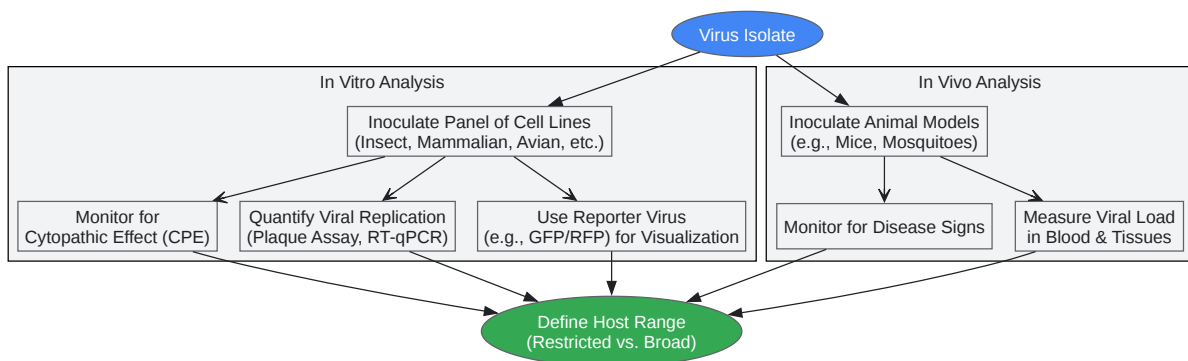 Virus Isolate
In Vitro Analysis
In Vivo Analysis
Inoculate Panel of Cell Lines
(Insect, Mammalian, Avian, etc.)
Inoculate Animal Models
(e.g., Mice, Mosquitoes)
Monitor for
Cytopathic Effect (CPE)
Quantify Viral Replication
(Plaque Assay, RT-qPCR)
Use Reporter Virus
(e.g., GFP/RFP) for Visualization
Monitor for Disease Signs
Measure Viral Load
in Blood & Tissues
Define Host Range
(Restricted vs. Broad)